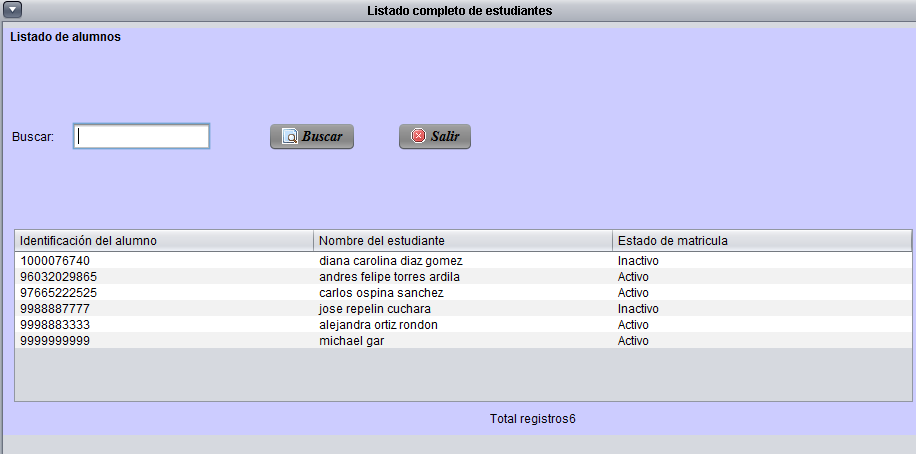 Listado completo de estudiantes
Listado de alumnos
Buscar: Buscar Salir
Identificación del alumno Nombre del estudiante Estado de matricula
1000076740 diana carolina diaz gomez Inactivo
96032029865 andres felipe torres ardila Activo
97665222525 carlos ospina sanchez Activo
9988887777 jose repelin cuchara Inactivo
9998883333 alejandra ortiz rondon Activo
9999999999 michael gar Activo
Total registros6